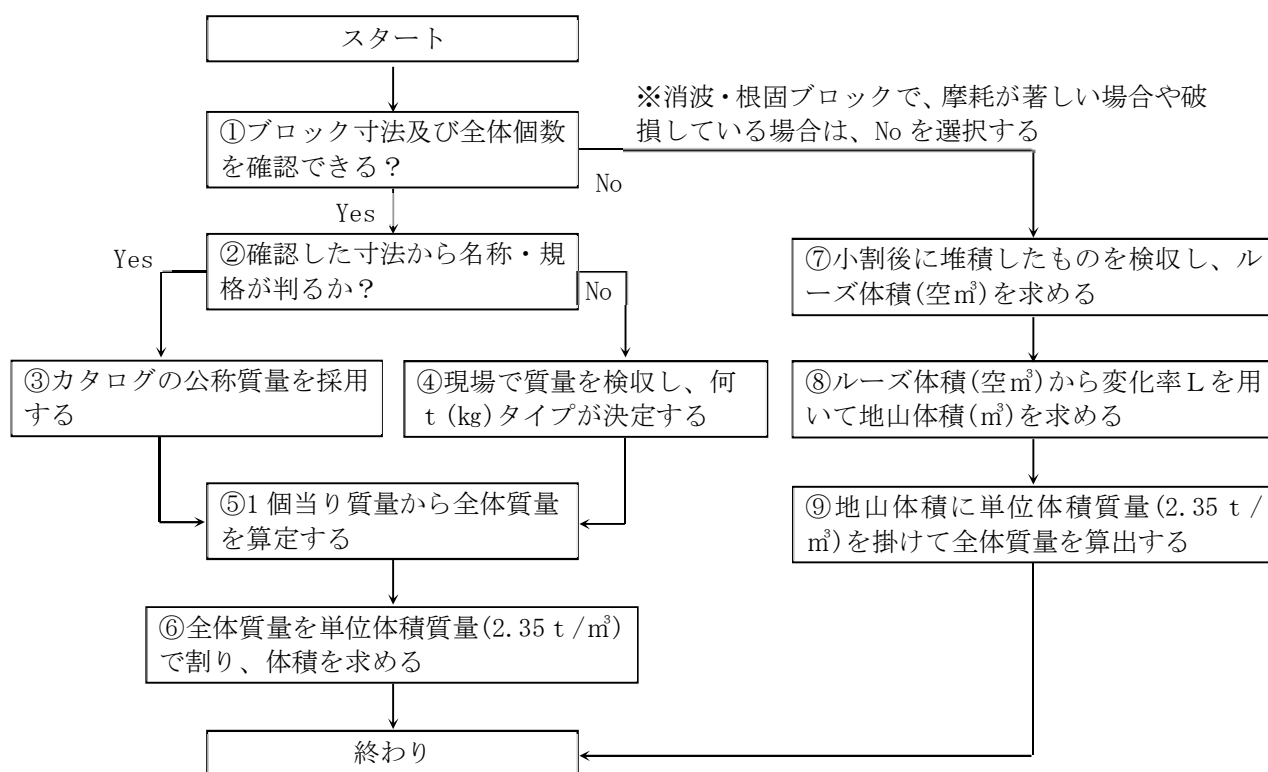 スタート
※消波・根固ブロックで、摩耗が著しい場合や破
損している場合は、Noを選択する
①ブロック寸法及び全体個数
を確認できる？
No
Yes
Yes
②確認した寸法から名称・規
格が判るか？
No
⑦小割後に堆積したものを検収し、ル
ーズ体積(空㎥)を求める
③カタログの公称質量を採用
する
④現場で質量を検収し、何
ｔ(㎏)タイプが決定する
⑧ルーズ体積(空㎥)から変化率Ｌを用
いて地山体積(㎥)を求める
⑤1個当り質量から全体質量
を算定する
⑨地山体積に単位体積質量(2.35ｔ/
㎥)を掛けて全体質量を算出する
⑥全体質量を単位体積質量(2.35ｔ/㎥)
で割り、体積を求める
終わり